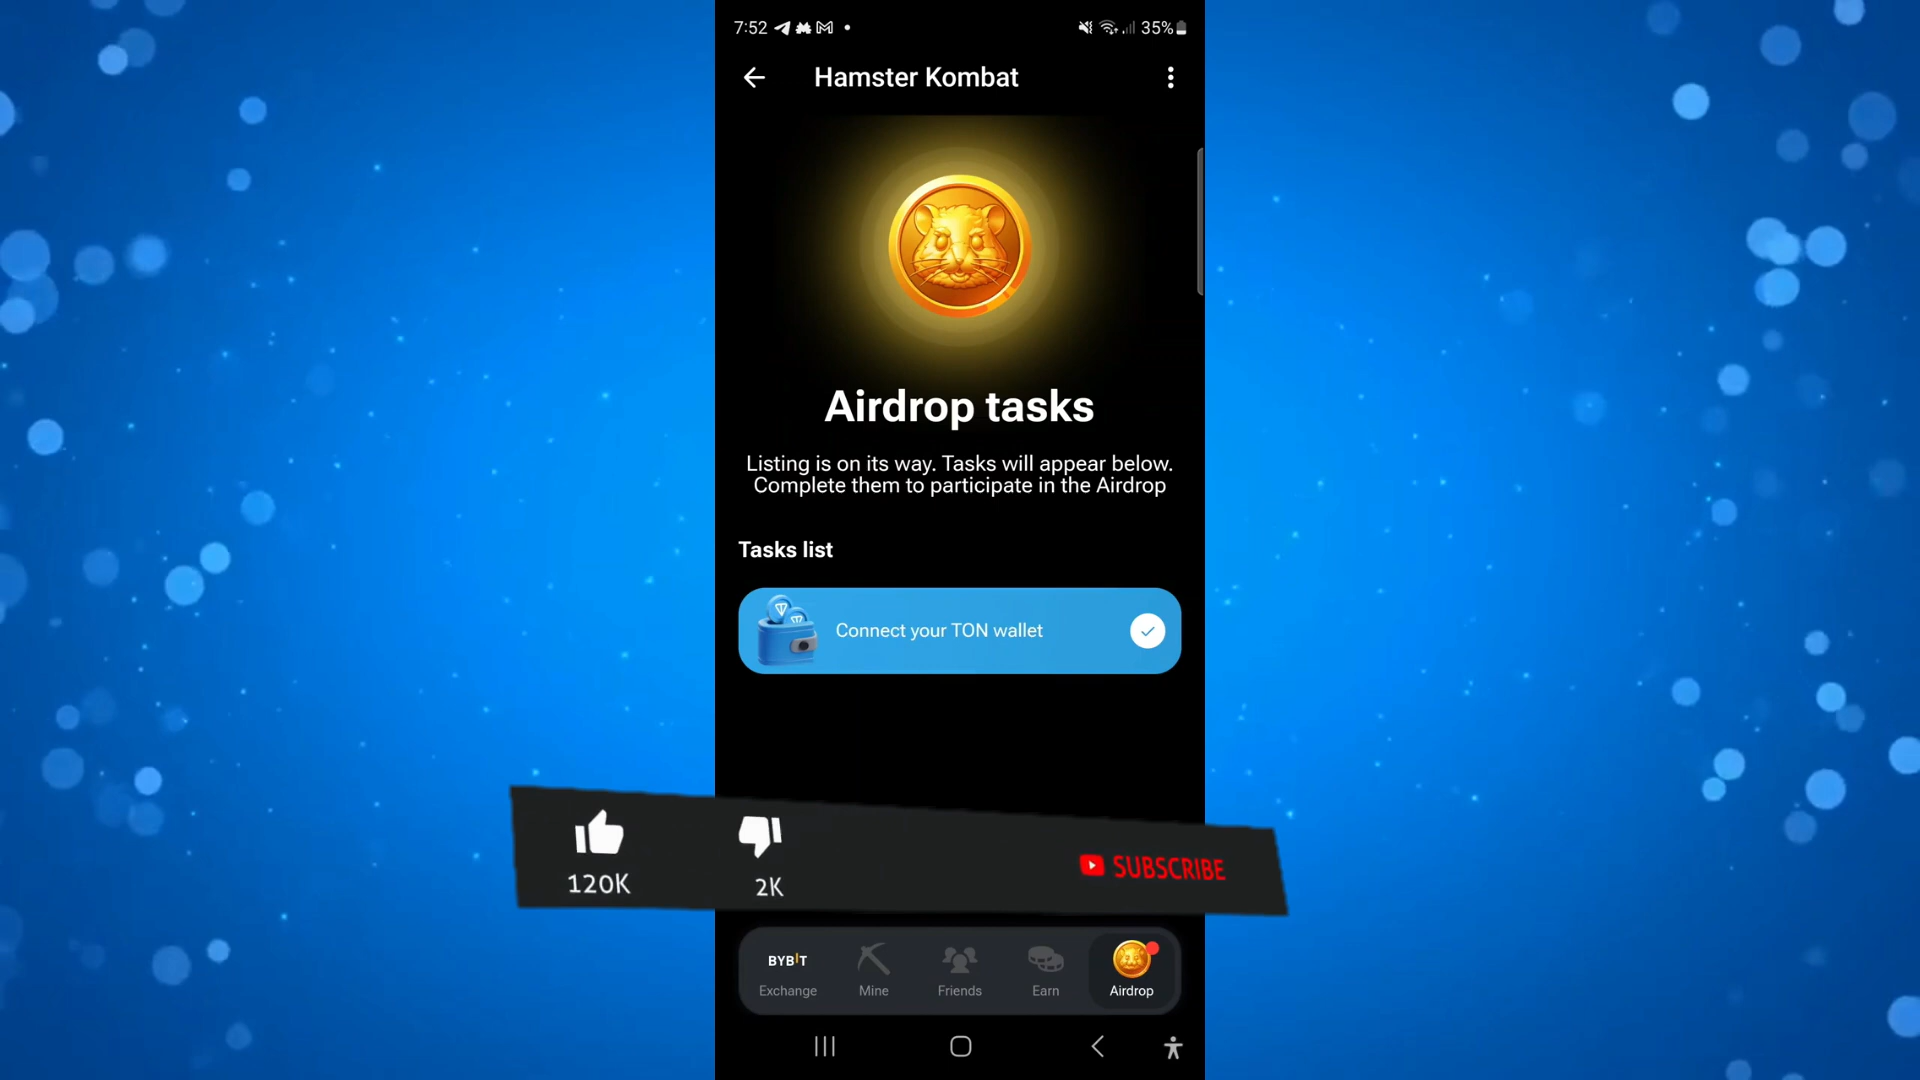 7:52
35%
Hamster Kombat
Airdrop tasks
Listing is on its way. Tasks will appear below.
Complete them to participate in the Airdrop
Tasks list
Connect your TON wallet
120K
2K
SUBSCRIBE
BYB!T
Exchange
Mine
Friends
Earn
Airdrop